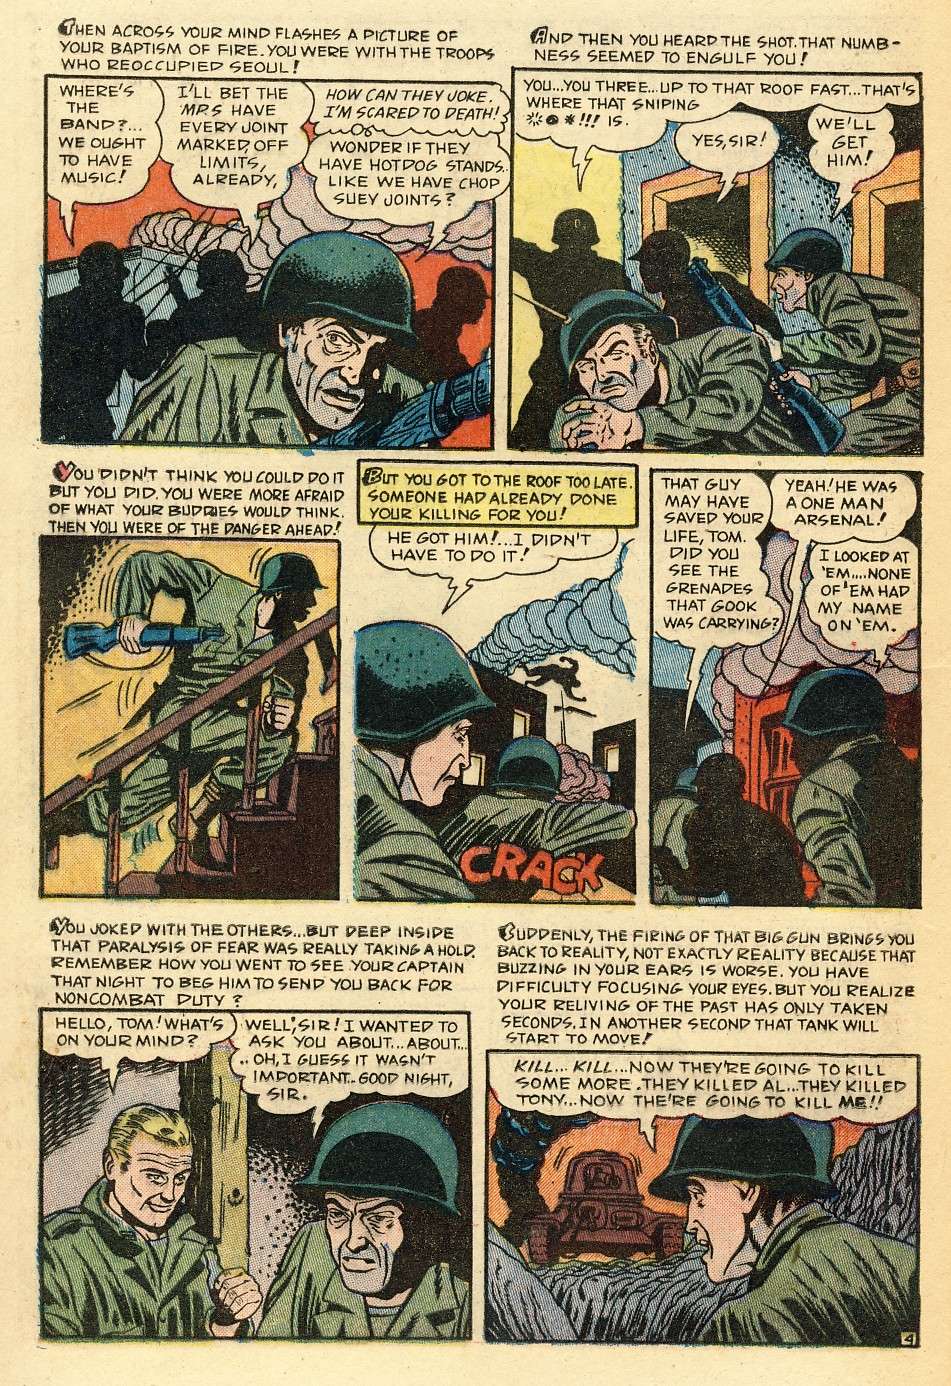 THEN ACROSS YOUR MIND FLASHES A PICTURE OF
YOUR BAPTISM OF FIRE. YOU WERE WITH THE TROOPS
WHO REOCCUPIED SEOUL!
WHERE'S
THE
BAND?...
WE OUGHT
TO HAVE
MUSIC!
I'LL BET THE
MPS HAVE
EVERY JOINT
MARKED, OFF
LIMITS,
ALREADY,
HOW CAN THEY JOKE.
I'M SCARED TO DEATH!
WONDER IF THEY
HAVE HOTDOG STANDS..
LIKE WE HAVE CHOP
SUEY JOINTS?
AND THEN YOU HEARD THE SHOT. THAT NUMB-
NESS SEEMED TO ENGULF YOU!
YOU...YOU THREE...UP TO THAT ROOF FAST...THAT'S
WHERE THAT SNIPING
*@*!!! IS.
YES, SIR!
WE'LL
GET
HIM!
YOU DIDN'T THINK YOU COULD DO IT
BUT YOU DID. YOU WERE MORE AFRAID
OF WHAT YOUR BUDDIES WOULD THINK.
THEN YOU WERE OF THE DANGER AHEAD!
BUT YOU GOT TO THE ROOF TOO LATE.
SOMEONE HAD ALREADY DONE
YOUR KILLING FOR YOU!
HE GOT HIM!...I DIDN'T
HAVE TO DO IT!
CRACK
THAT GUY
MAY HAVE
SAVED YOUR
LIFE, TOM.
DID YOU
SEE THE
GRENADES
THAT GOOK
WAS CARRYING?
YEAH! HE WAS
A ONE MAN
ARSENAL!
I LOOKED AT
'EM....NONE
OF 'EM HAD
MY NAME
ON 'EM.
YOU JOKED WITH THE OTHERS...BUT DEEP INSIDE
THAT PARALYSIS OF FEAR WAS REALLY TAKING A HOLD.
REMEMBER HOW YOU WENT TO SEE YOUR CAPTAIN
THAT NIGHT TO BEG HIM TO SEND YOU BACK FOR
NONCOMBAT DUTY?
HELLO, TOM! WHAT'S
ON YOUR MIND?
WELL, SIR! I WANTED TO
ASK YOU ABOUT...ABOUT...
..OH, I GUESS IT WASN'T
IMPORTANT..GOOD NIGHT,
SIR.
SUDDENLY, THE FIRING OF THAT BIG GUN BRINGS YOU
BACK TO REALITY, NOT EXACTLY REALITY BECAUSE THAT
BUZZING IN YOUR EARS IS WORSE. YOU HAVE
DIFFICULTY FOCUSING YOUR EYES. BUT YOU REALIZE
YOUR RELIVING OF THE PAST HAS ONLY TAKEN
SECONDS. IN ANOTHER SECOND THAT TANK WILL
START TO MOVE!
KILL... KILL...NOW THEY'RE GOING TO KILL
SOME MORE. THEY KILLED AL...THEY KILLED
TONY...NOW THE'RE GOING TO KILL ME!!
4